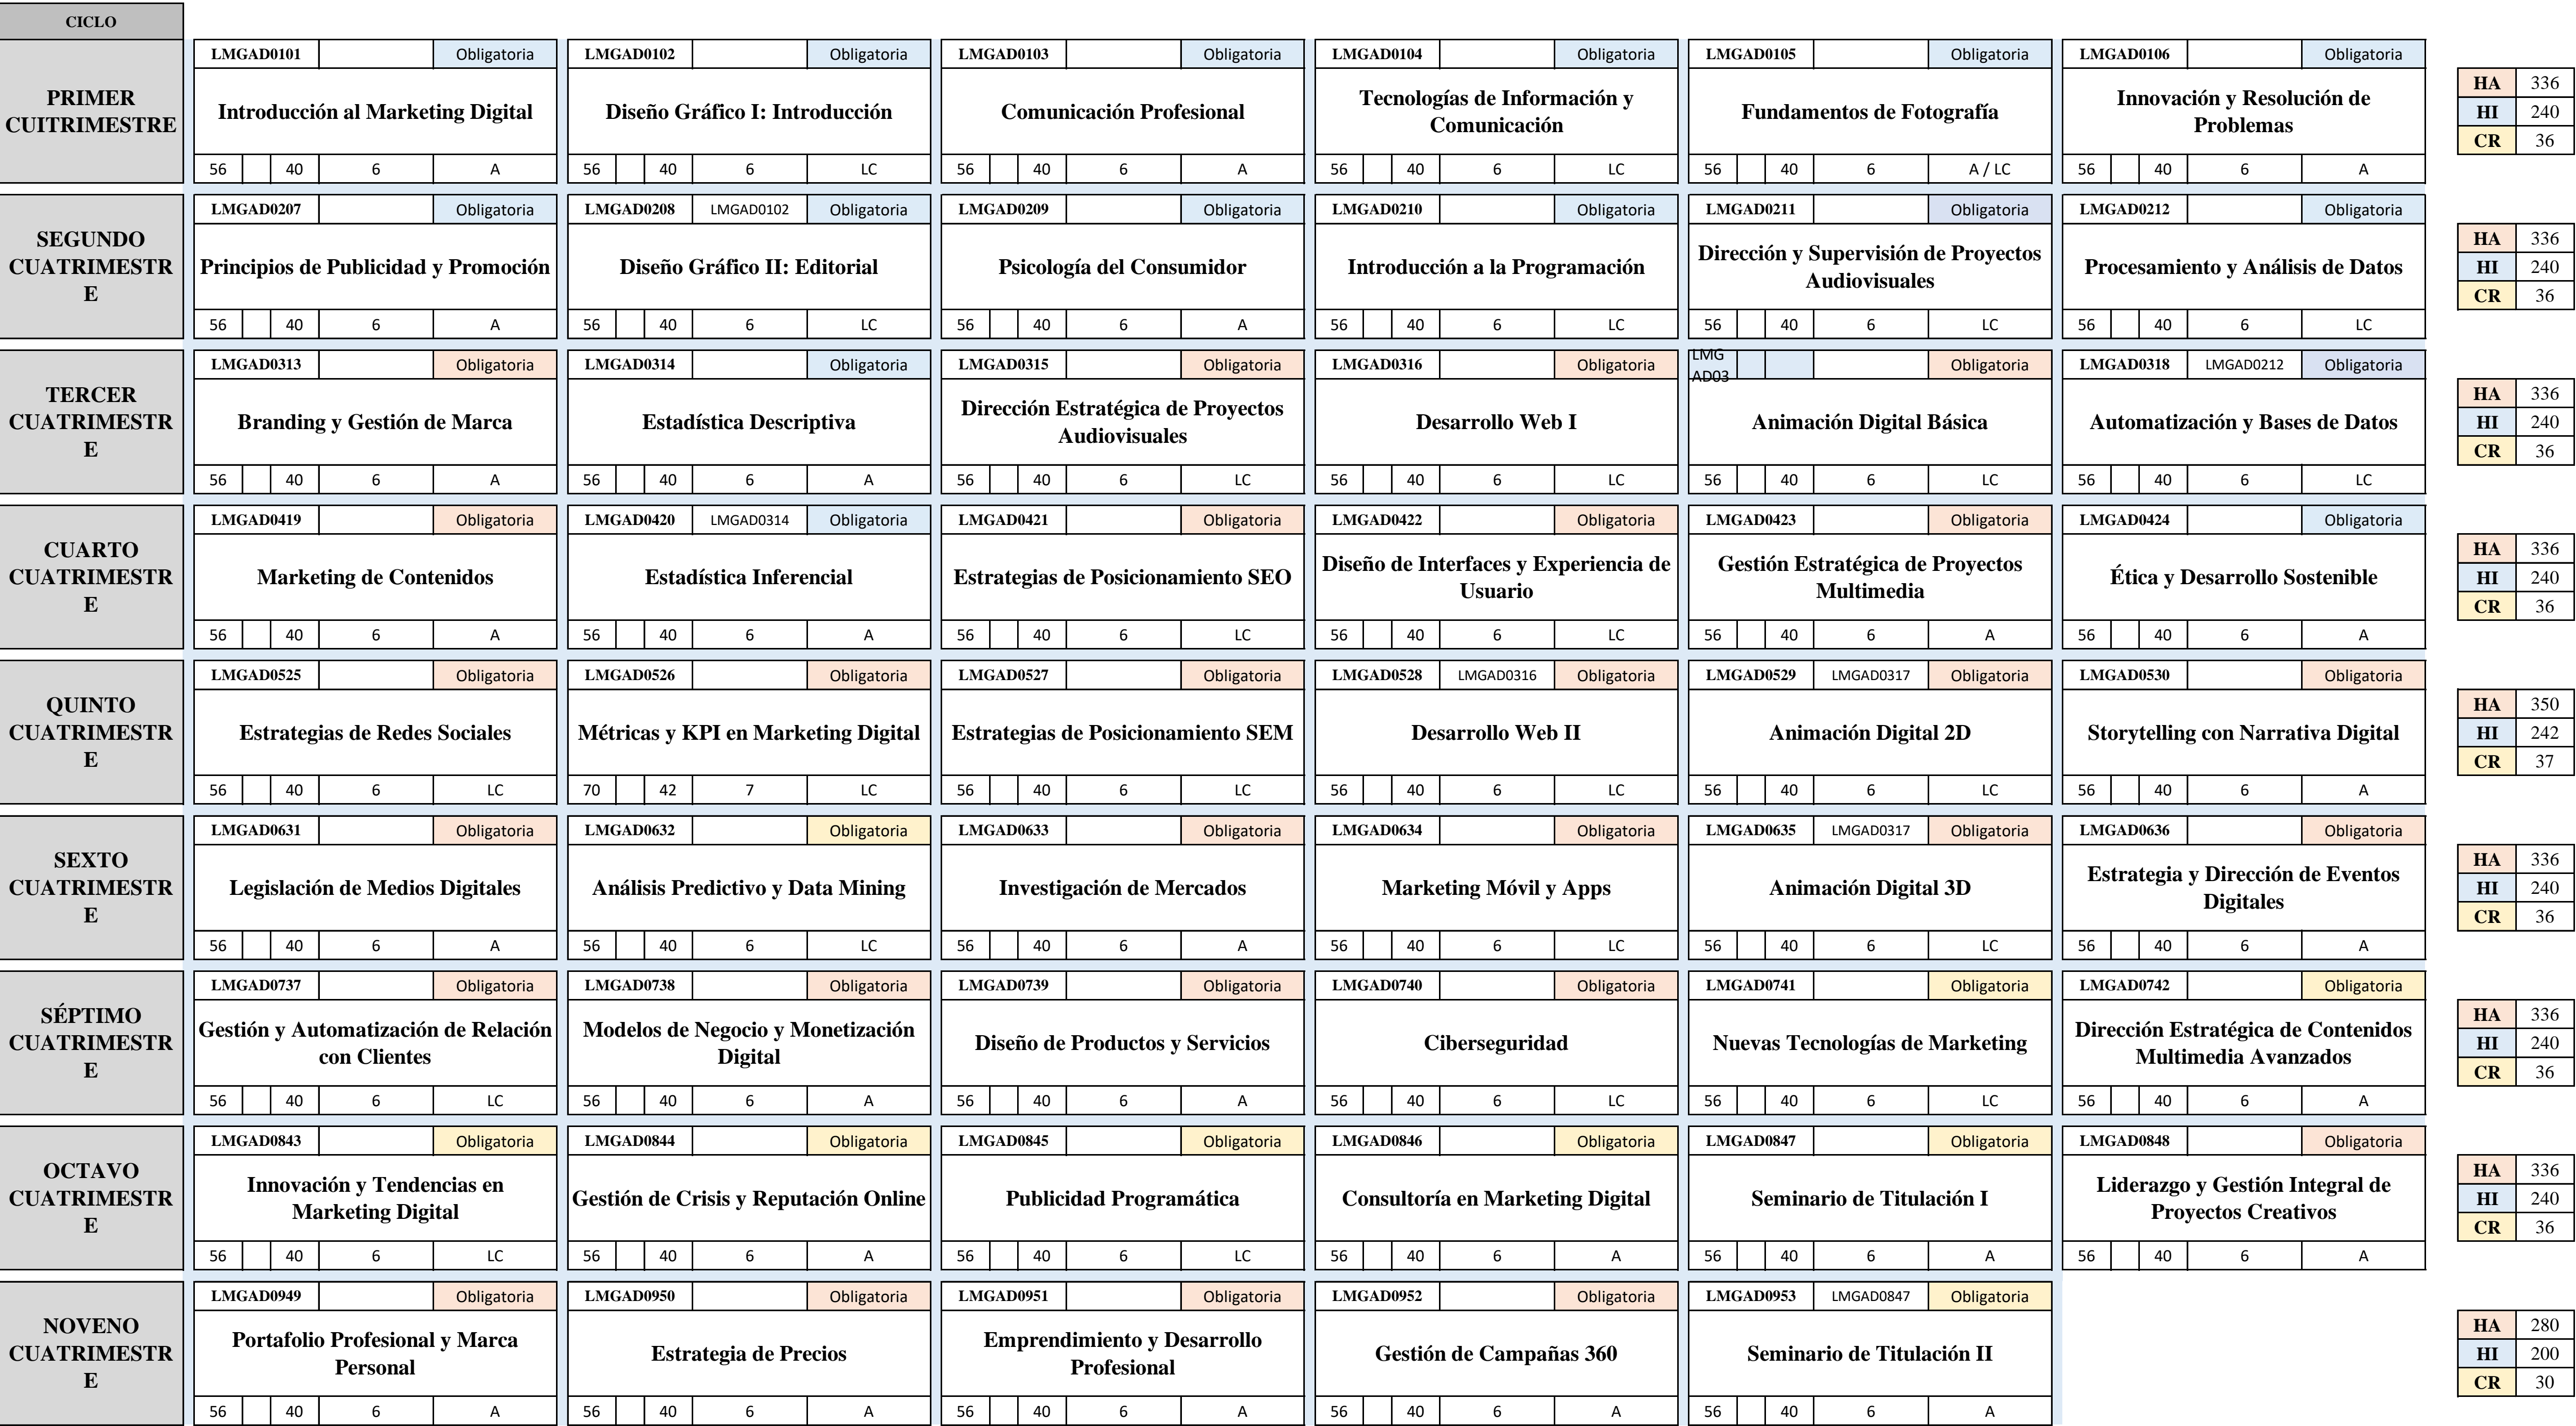 CICLO
PRIMER
CUITRIMESTRE
LMGAD0101 Obligatoria LMGAD0102 Obligatoria LMGAD0103 Obligatoria LMGAD0104 Obligatoria LMGAD0105 Obligatoria LMGAD0106 Obligatoria
Introducción al Marketing Digital
Diseño Gráfico I: Introducción
Comunicación Profesional
Tecnologías de Información y
Comunicación
Fundamentos de Fotografía
Innovación y Resolución de
Problemas
56 40 6 A 56 40 6 LC 56 40 6 A 56 40 6 LC 56 40 6 A / LC 56 40 6 A
HA 336
HI 240
CR 36
SEGUNDO
CUATRIMESTR
E
LMGAD0207 Obligatoria LMGAD0208 LMGAD0102 Obligatoria LMGAD0209 Obligatoria LMGAD0210 Obligatoria LMGAD0211 Obligatoria LMGAD0212 Obligatoria
Principios de Publicidad y Promoción
Diseño Gráfico II: Editorial
Psicología del Consumidor
Introducción a la Programación
Dirección y Supervisión de Proyectos
Audiovisuales
Procesamiento y Análisis de Datos
56 40 6 A 56 40 6 LC 56 40 6 A 56 40 6 LC 56 40 6 LC 56 40 6 LC
HA 336
HI 240
CR 36
TERCER
CUATRIMESTR
E
LMGAD0313 Obligatoria LMGAD0314 Obligatoria LMGAD0315 Obligatoria LMGAD0316 Obligatoria LMG
AD03 Obligatoria LMGAD0318 LMGAD0212 Obligatoria
Branding y Gestión de Marca
Estadística Descriptiva
Dirección Estratégica de Proyectos
Audiovisuales
Desarrollo Web I
Animación Digital Básica
Automatización y Bases de Datos
56 40 6 A 56 40 6 A 56 40 6 LC 56 40 6 LC 56 40 6 LC 56 40 6 LC
HA 336
HI 240
CR 36
CUARTO
CUATRIMESTR
E
LMGAD0419 Obligatoria LMGAD0420 LMGAD0314 Obligatoria LMGAD0421 Obligatoria LMGAD0422 Obligatoria LMGAD0423 Obligatoria LMGAD0424 Obligatoria
Marketing de Contenidos
Estadística Inferencial
Estrategias de Posicionamiento SEO
Diseño de Interfaces y Experiencia de
Usuario
Gestión Estratégica de Proyectos
Multimedia
Ética y Desarrollo Sostenible
56 40 6 A 56 40 6 A 56 40 6 LC 56 40 6 LC 56 40 6 A 56 40 6 A
HA 336
HI 240
CR 36
QUINTO
CUATRIMESTR
E
LMGAD0525 Obligatoria LMGAD0526 Obligatoria LMGAD0527 Obligatoria LMGAD0528 LMGAD0316 Obligatoria LMGAD0529 LMGAD0317 Obligatoria LMGAD0530 Obligatoria
Estrategias de Redes Sociales
Métricas y KPI en Marketing Digital
Estrategias de Posicionamiento SEM
Desarrollo Web II
Animación Digital 2D
Storytelling con Narrativa Digital
56 40 6 LC 70 42 7 LC 56 40 6 LC 56 40 6 LC 56 40 6 LC 56 40 6 A
HA 350
HI 242
CR 37
SEXTO
CUATRIMESTR
E
LMGAD0631 Obligatoria LMGAD0632 Obligatoria LMGAD0633 Obligatoria LMGAD0634 Obligatoria LMGAD0635 LMGAD0317 Obligatoria LMGAD0636 Obligatoria
Legislación de Medios Digitales
Análisis Predictivo y Data Mining
Investigación de Mercados
Marketing Móvil y Apps
Animación Digital 3D
Estrategia y Dirección de Eventos
Digitales
56 40 6 A 56 40 6 LC 56 40 6 A 56 40 6 LC 56 40 6 LC 56 40 6 A
HA 336
HI 240
CR 36
SÉPTIMO
CUATRIMESTR
E
LMGAD0737 Obligatoria LMGAD0738 Obligatoria LMGAD0739 Obligatoria LMGAD0740 Obligatoria LMGAD0741 Obligatoria LMGAD0742 Obligatoria
Gestión y Automatización de Relación
con Clientes
Modelos de Negocio y Monetización
Digital
Diseño de Productos y Servicios
Ciberseguridad
Nuevas Tecnologías de Marketing
Dirección Estratégica de Contenidos
Multimedia Avanzados
56 40 6 LC 56 40 6 A 56 40 6 A 56 40 6 LC 56 40 6 LC 56 40 6 A
HA 336
HI 240
CR 36
OCTAVO
CUATRIMESTR
E
LMGAD0843 Obligatoria LMGAD0844 Obligatoria LMGAD0845 Obligatoria LMGAD0846 Obligatoria LMGAD0847 Obligatoria LMGAD0848 Obligatoria
Innovación y Tendencias en
Marketing Digital
Gestión de Crisis y Reputación Online
Publicidad Programática
Consultoría en Marketing Digital
Seminario de Titulación I
Liderazgo y Gestión Integral de
Proyectos Creativos
56 40 6 LC 56 40 6 A 56 40 6 LC 56 40 6 A 56 40 6 A 56 40 6 A
HA 336
HI 240
CR 36
NOVENO
CUATRIMESTR
E
LMGAD0949 Obligatoria LMGAD0950 Obligatoria LMGAD0951 Obligatoria LMGAD0952 Obligatoria LMGAD0953 LMGAD0847 Obligatoria
Portafolio Profesional y Marca
Personal
Estrategia de Precios
Emprendimiento y Desarrollo
Profesional
Gestión de Campañas 360
Seminario de Titulación II
56 40 6 A 56 40 6 A 56 40 6 A 56 40 6 A 56 40 6 A
HA 280
HI 200
CR 30